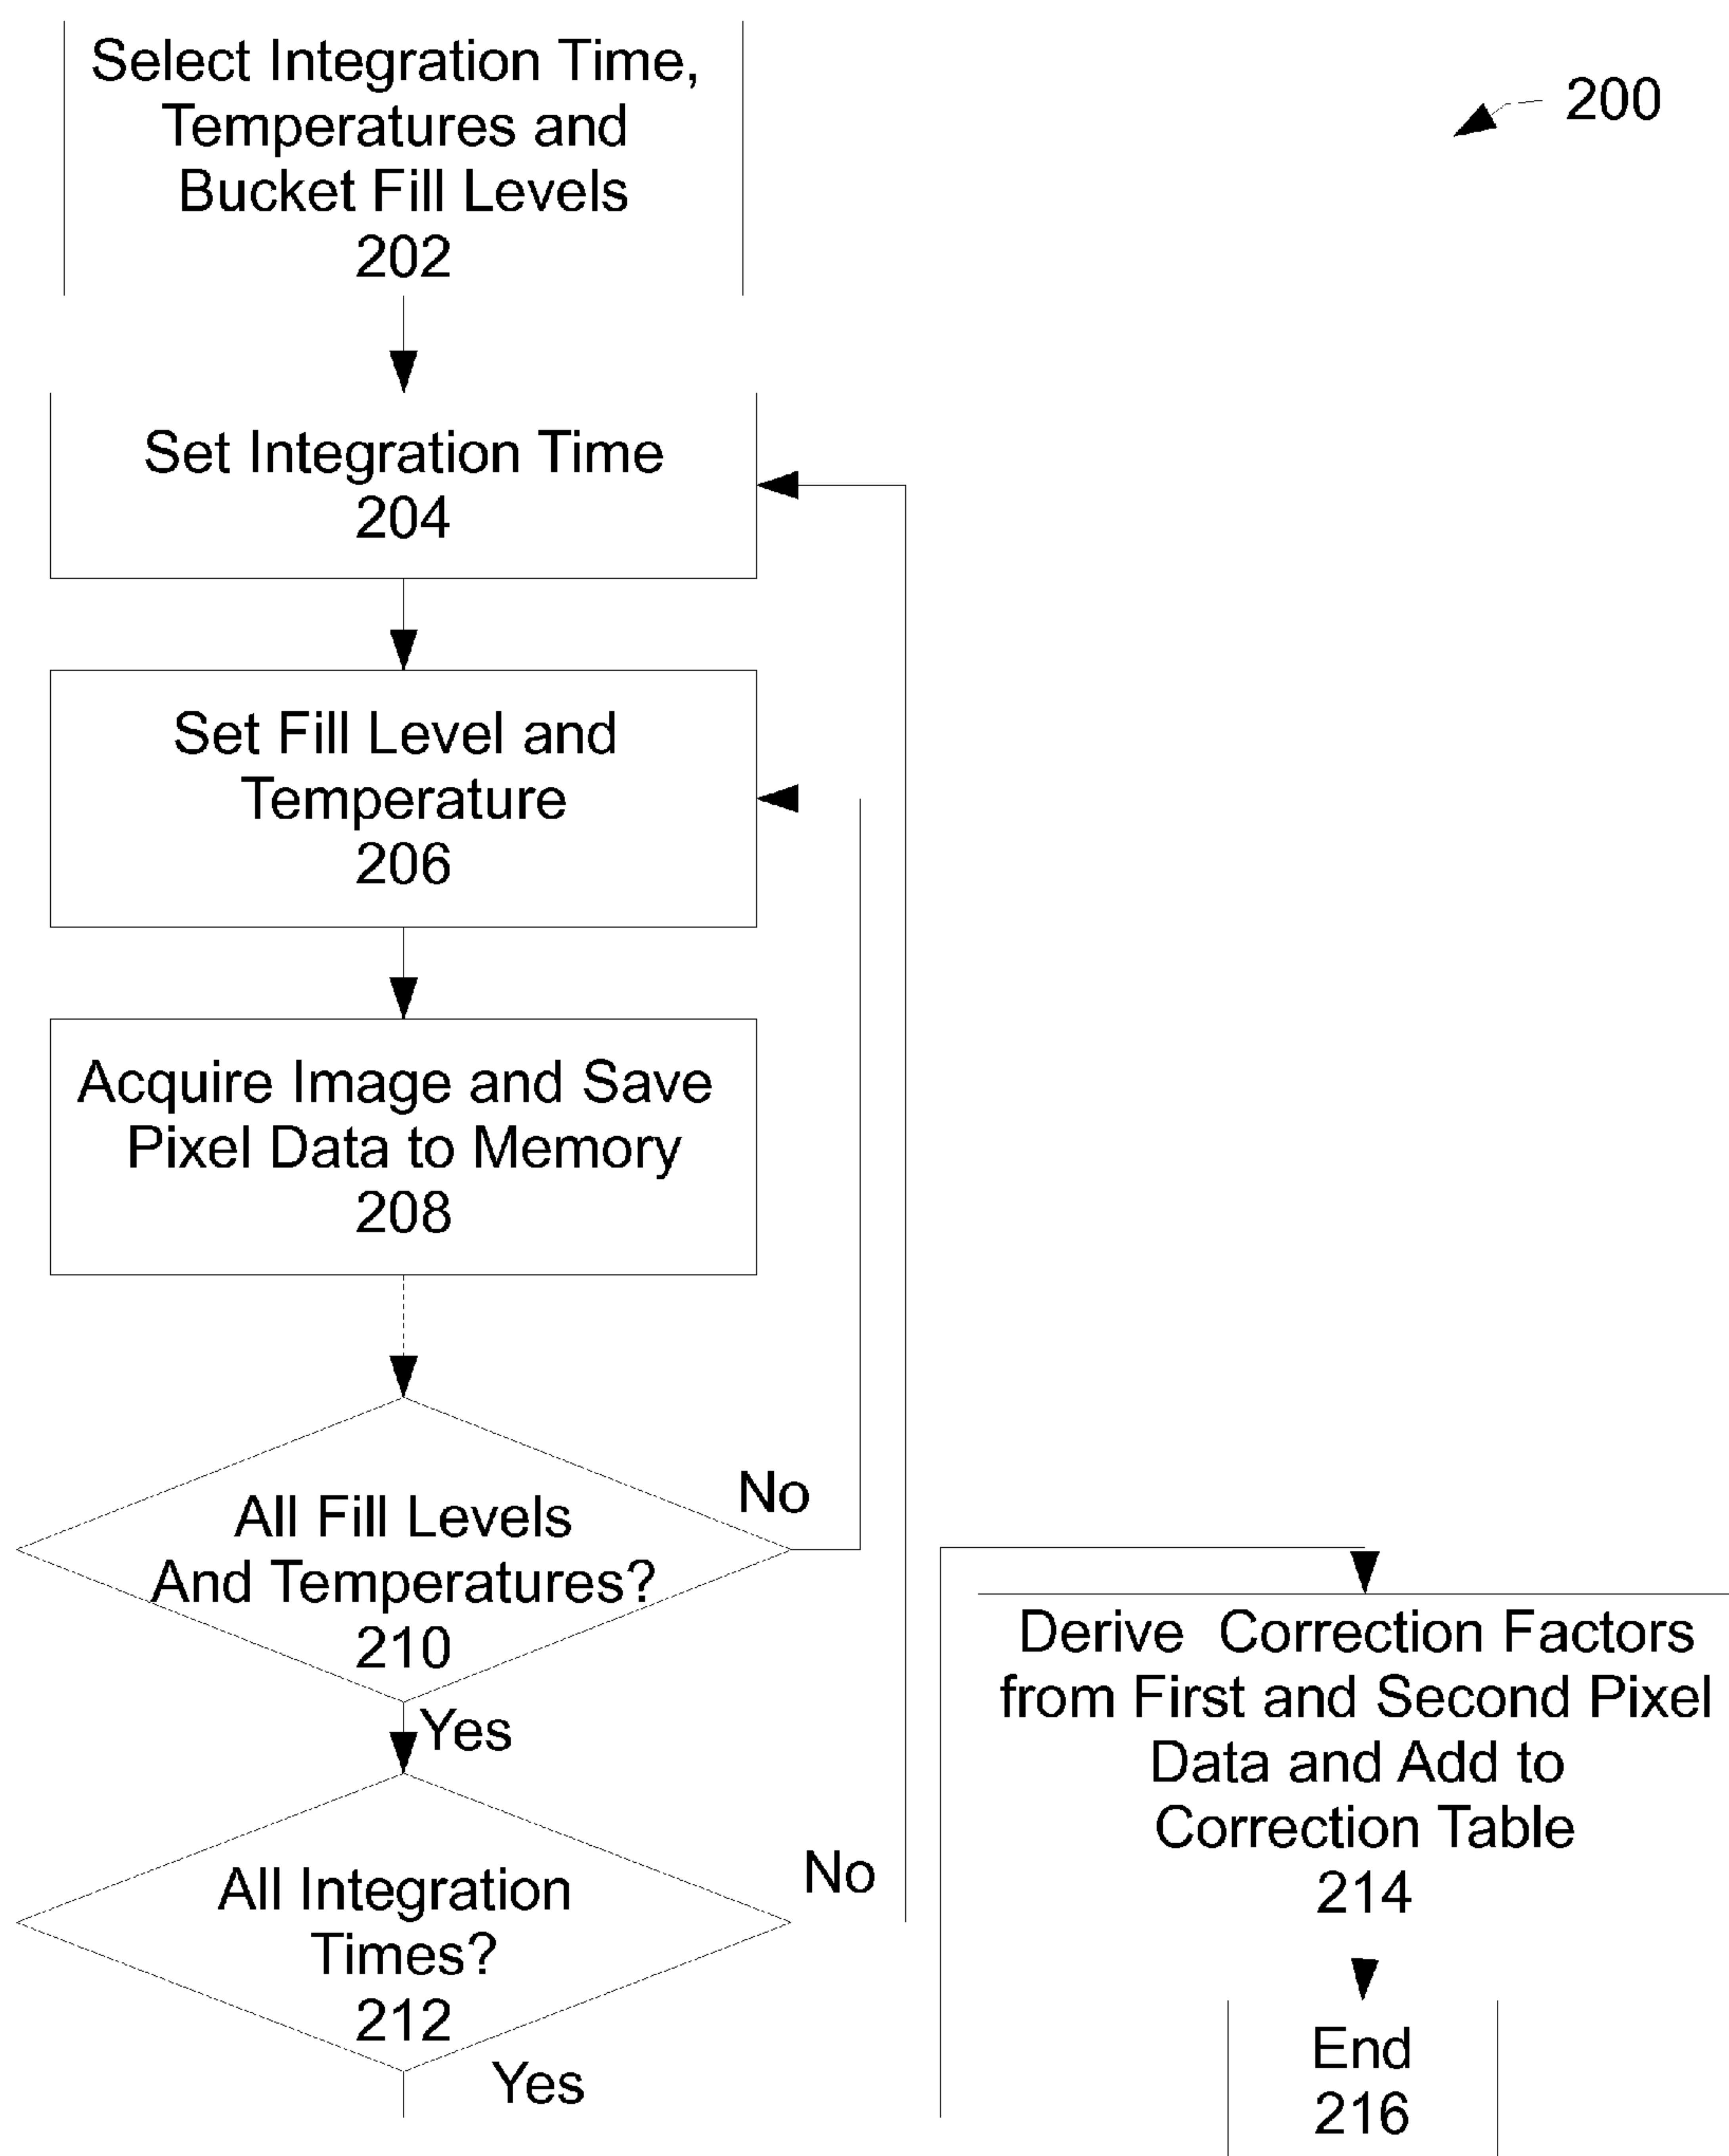 Select Integration Time,
Temperatures and
Bucket Fill Levels
202
200
Set Integration Time
204
Set Fill Level and
Temperature
206
Acquire Image and Save
Pixel Data to Memory
208
All Fill Levels
And Temperatures?
210
No
Yes
All Integration
Times?
212
No
Yes
Derive Correction Factors
from First and Second Pixel
Data and Add to
Correction Table
214
End
216